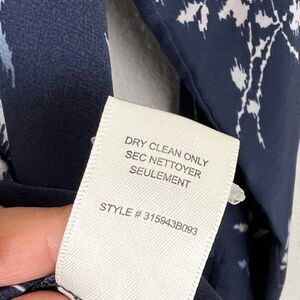 DRY CLEAN ONLY
SEC NETTOYER
SEULEMENT
STYLE # 315943B093